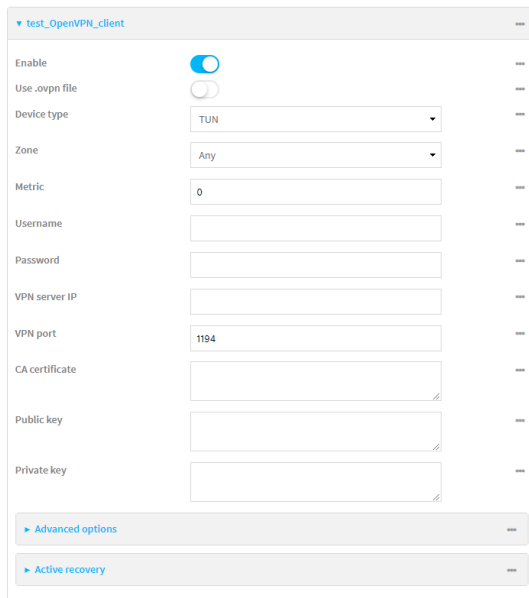 test_OpenVPN_client
Enable
Use .ovpn file
Device type
TUN
Zone
Any
Metric
0
Username
Password
VPN server IP
VPN port
1194
CA certificate
Public key
Private key
Advanced options
Active recovery